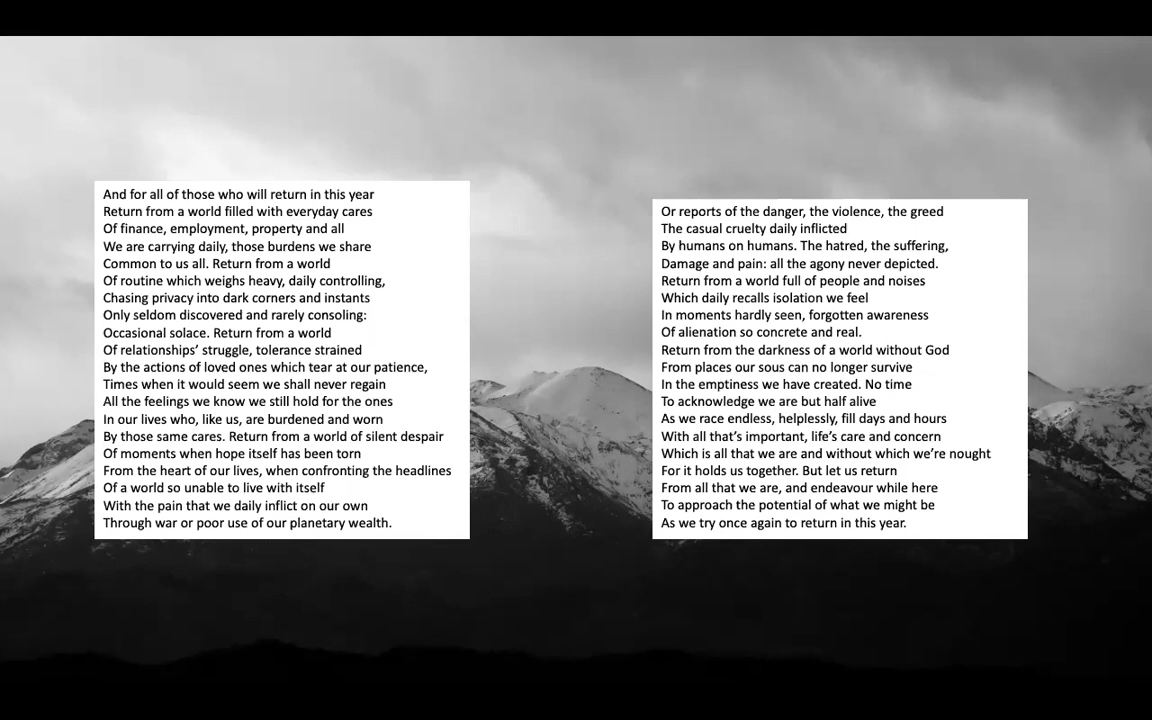 And for all of those who will return in this year
Return from a world filled with everyday cares
Of finance, employment, property and all
We are carrying daily, those burdens we share
Common to us all. Return from a world
Of routine which weighs heavy, daily controlling,
Chasing privacy into dark corners and instants
Only seldom discovered and rarely consoling:
Occasional solace. Return from a world
Of relationships’ struggle, tolerance strained
By the actions of loved ones which tear at our patience,
Times when it would seem we shall never regain
All the feelings we know we still hold for the ones
In our lives who, like us, are burdened and worn
By those same cares. Return from a world of silent despair
Of moments when hope itself has been torn
From the heart of our lives, when confronting the headlines
Of a world so unable to live with itself
With the pain that we daily inflict on our own
Through war or poor use of our planetary wealth.
Or reports of the danger, the violence, the greed
The casual cruelty daily inflicted
By humans on humans. The hatred, the suffering,
Damage and pain: all the agony never depicted.
Return from a world full of people and noises
Which daily recalls isolation we feel
In moments hardly seen, forgotten awareness
Of alienation so concrete and real.
Return from the darkness of a world without God
From places our sous can no longer survive
In the emptiness we have created. No time
To acknowledge we are but half alive
As we race endless, helplessly, fill days and hours
With all that’s important, life’s care and concern
Which is all that we are and without which we’re nought
For it holds us together. But let us return
From all that we are, and endeavour while here
To approach the potential of what we might be
As we try once again to return in this year.